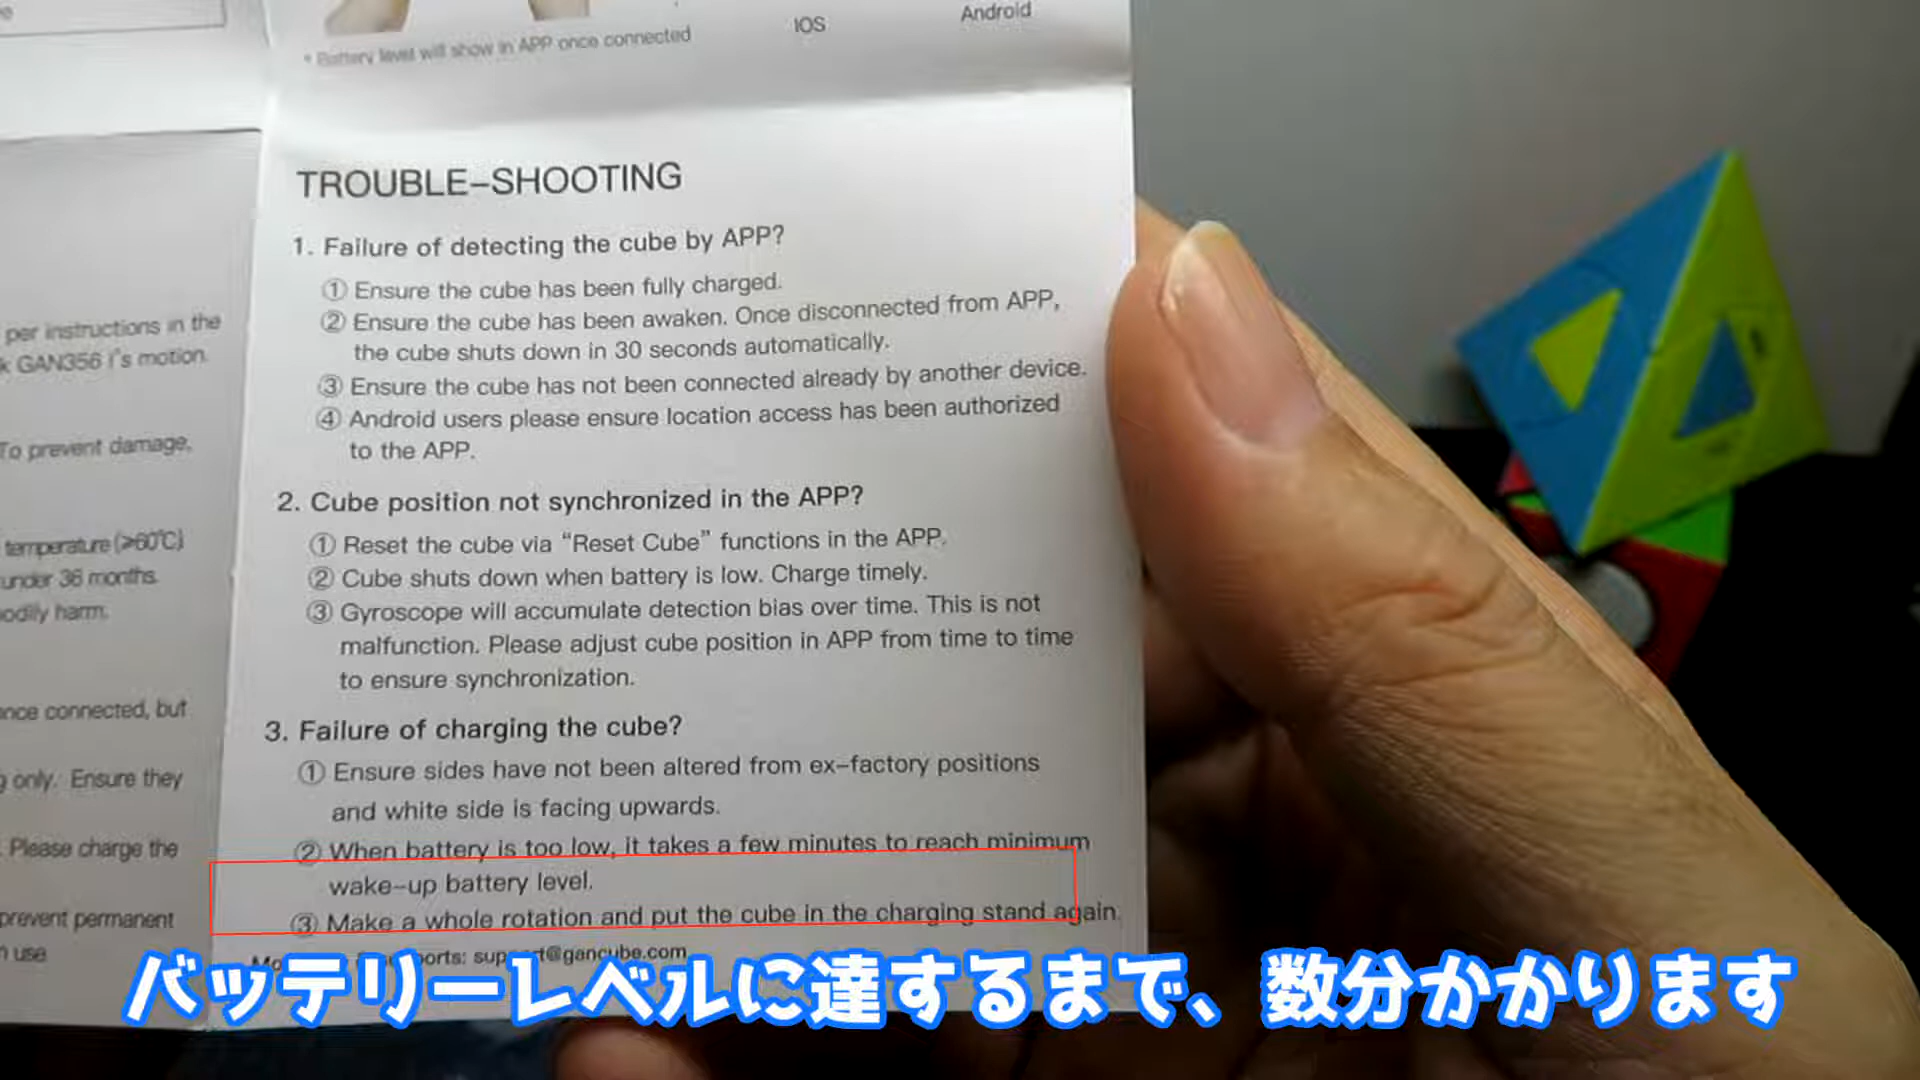 * Battery level will show in APP once connected
IOS
Android
per instructions in the
k GAN356 i's motion.
To prevent damage,
temperature (≥60℃)
under 36 months.
odily harm.
once connected, but
g only. Ensure they
. Please charge the
prevent permanent
n use
TROUBLE-SHOOTING
1. Failure of detecting the cube by APP?
① Ensure the cube has been fully charged.
② Ensure the cube has been awaken. Once disconnected from APP,
the cube shuts down in 30 seconds automatically.
③ Ensure the cube has not been connected already by another device.
④ Android users please ensure location access has been authorized
to the APP.
2. Cube position not synchronized in the APP?
① Reset the cube via “Reset Cube” functions in the APP.
② Cube shuts down when battery is low. Charge timely.
③ Gyroscope will accumulate detection bias over time. This is not
malfunction. Please adjust cube position in APP from time to time
to ensure synchronization.
3. Failure of charging the cube?
① Ensure sides have not been altered from ex-factory positions
and white side is facing upwards.
② When battery is too low, it takes a few minutes to reach minimum
wake-up battery level.
③ Make a whole rotation and put the cube in the charging stand again.
support@gancube.com
バッテリーレベルに達するまで、数分かかります